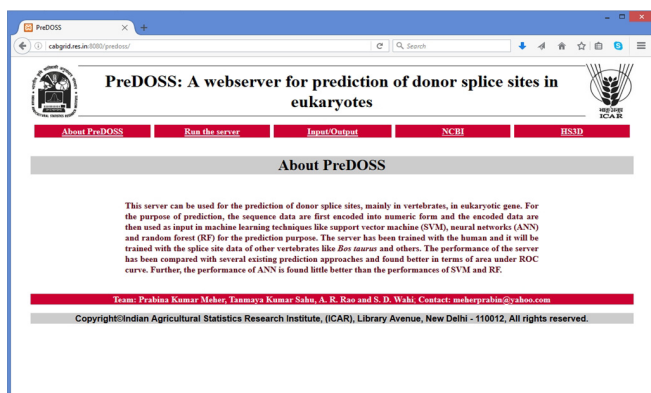 PreDOSS
cabgrid.res.in:8080/predoss/
Search
PreDOSS: A webserver for prediction of donor splice sites in
eukaryotes
ICAR
About PreDOSS Run the server Input/Output NCBI HS3D
About PreDOSS
This server can be used for the prediction of donor splice sites, mainly in vertebrates, in eukaryotic gene. For
the purpose of prediction, the sequence data are first encoded into numeric form and the encoded data are
then used as input in machine learning techniques like support vector machine (SVM), neural networks (ANN)
and random forest (RF) for the prediction purpose. The server has been trained with the human and it will be
trained with the splice site data of other vertebrates like Bos taurus and others. The performance of the server
has been compared with several existing prediction approaches and found better in terms of area under ROC
curve. Further, the performance of ANN is found little better than the performances of SVM and RF.
Team: Prabina Kumar Meher, Tanmaya Kumar Sahu, A. R. Rao and S. D. Wahi; Contact: meherprabin@yahoo.com
Copyright©Indian Agricultural Statistics Research Institute, (ICAR), Library Avenue, New Delhi - 110012, All rights reserved.